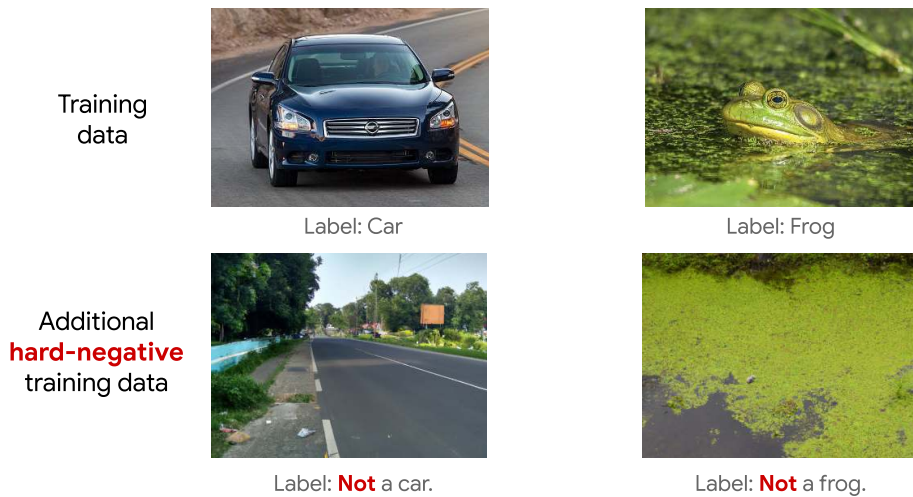 Training
data
Label: Car
Label: Frog
Additional
hard-negative
training data
Label: Not a car.
Label: Not a frog.